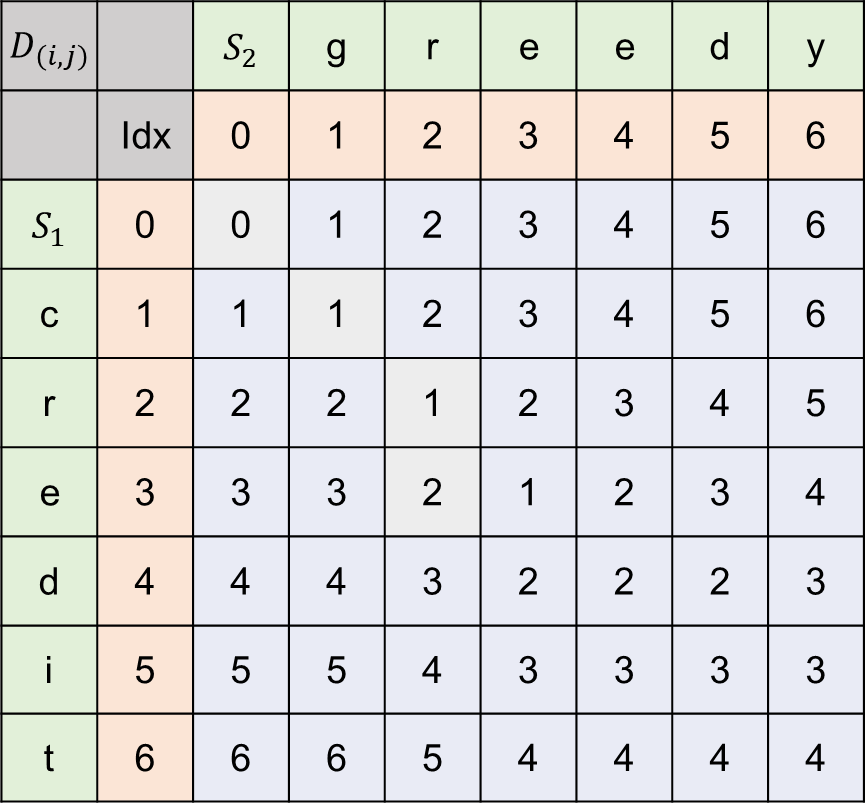 D(i,j) S2 g r e e d y
Idx 0 1 2 3 4 5 6
S1 0 0 1 2 3 4 5 6
c 1 1 1 2 3 4 5 6
r 2 2 2 1 2 3 4 5
e 3 3 3 2 1 2 3 4
d 4 4 4 3 2 2 2 3
i 5 5 5 4 3 3 3 3
t 6 6 6 5 4 4 4 4